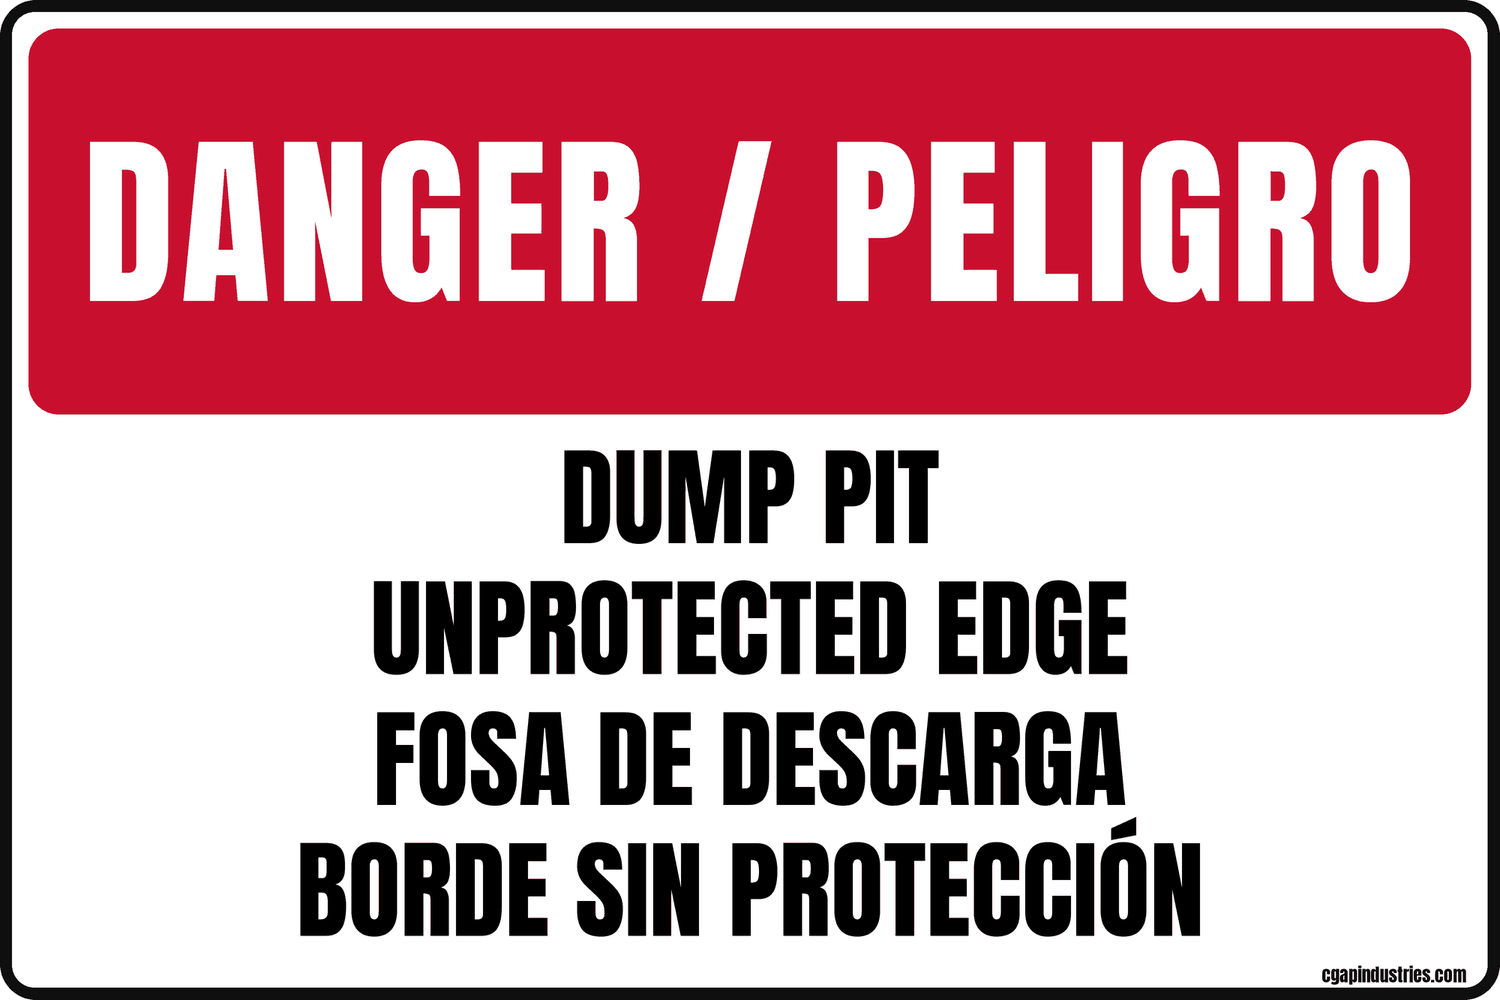 DANGER / PELIGRO
DUMP PIT
UNPROTECTED EDGE
FOSA DE DESCARGA
BORDE SIN PROTECCIÓN
cgapindustries.com